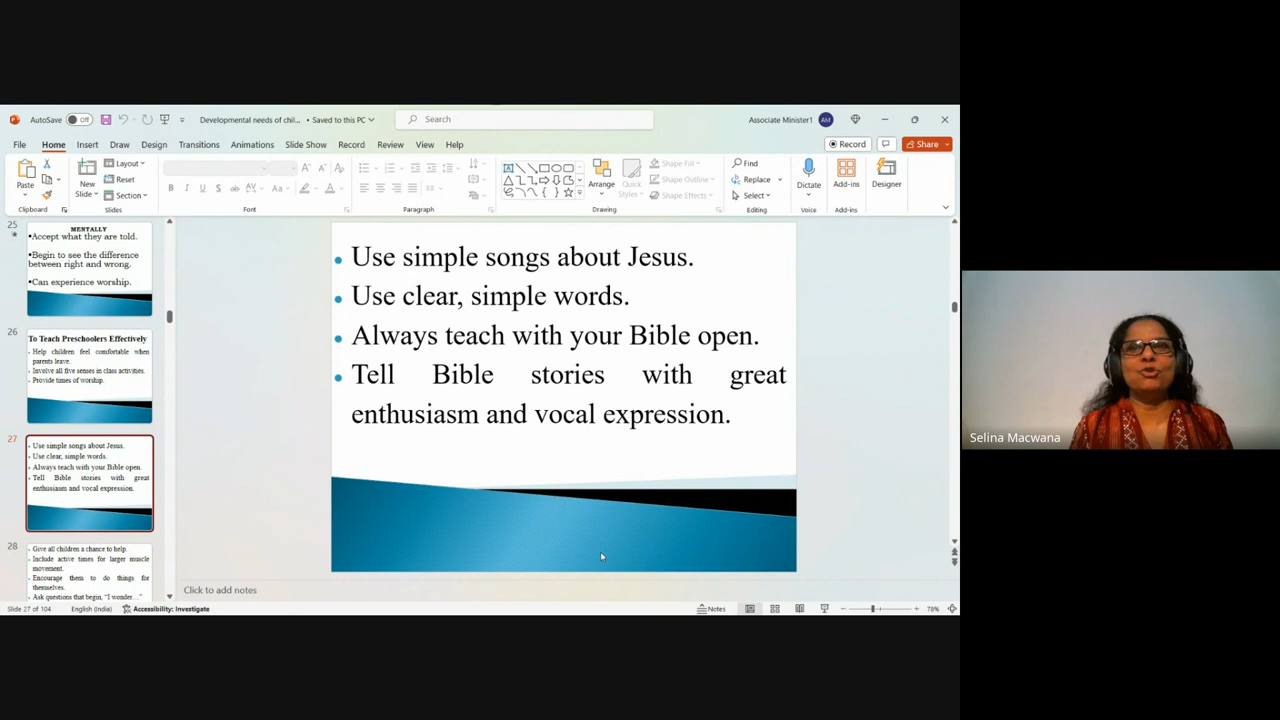 AutoSave Off Developmental needs of chil... • Saved to this PC Search Associate Minister1 AM
File Home Insert Draw Design Transitions Animations Slide Show Record Review View Help Record Share
Paste
New
Slide
Layout
Reset
Section
Arrange
Quick
Styles
Shape Fill
Shape Outline
Shape Effects
Find
Replace
Select
Dictate
Add-ins
Designer
Clipboard Slides Font Paragraph Drawing Editing Voice Add-ins
25
MENTALLY
•Accept what they are told.
•Begin to see the difference
between right and wrong.
•Can experience worship.
26
To Teach Preschoolers Effectively
Help children feel comfortable when
parents leave.
Involve all five senses in class activities.
Provide times of worship.
27
Use simple songs about Jesus.
Use clear, simple words.
Always teach with your Bible open.
Tell Bible stories with great
enthusiasm and vocal expression.
28
Give all children a chance to help.
Include active times for larger muscle
movement.
Encourage them to do things for
themselves.
Ask questions that begin, "I wonder..."
• Use simple songs about Jesus.
• Use clear, simple words.
• Always teach with your Bible open.
• Tell Bible stories with great
enthusiasm and vocal expression.
Click to add notes
Slide 27 of 104 English (India) Accessibility: Investigate Notes 78%
Selina Macwana